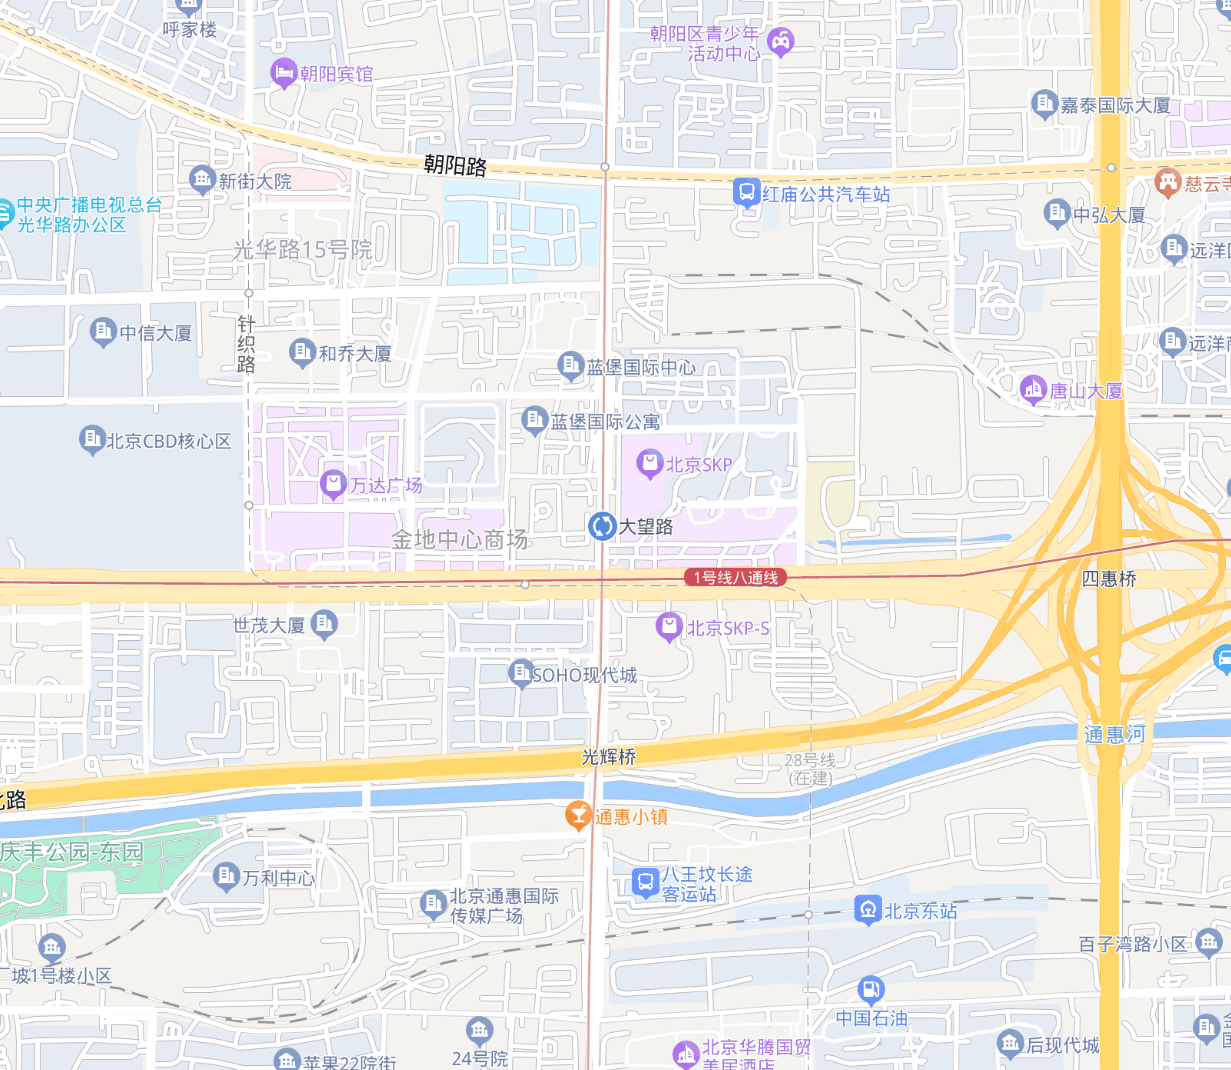 呼家楼
朝阳区青少年
活动中心
朝阳宾馆
嘉泰国际大厦
朝阳路
新街大院
红庙公共汽车站
慈云寺
中央广播电视总台
光华路办公区
中弘大厦
光华路15号院
远洋
针织路
中信大厦
和乔大厦
远洋
蓝堡国际中心
唐山大厦
蓝堡国际公寓
北京CBD核心区
北京SKP
万达广场
大望路
金地中心商场
1号线八通线
四惠桥
世茂大厦
北京SKP-S
SOHO现代城
通惠河
光辉桥
28号线
(在建)
路
通惠小镇
庆丰公园-东园
万利中心
八王坟长途
客运站
北京通惠国际
传媒广场
北京东站
百子湾路小区
坡1号楼小区
中国石油
后现代城
北京华腾国贸
美居酒店
24号院
苹果22院街